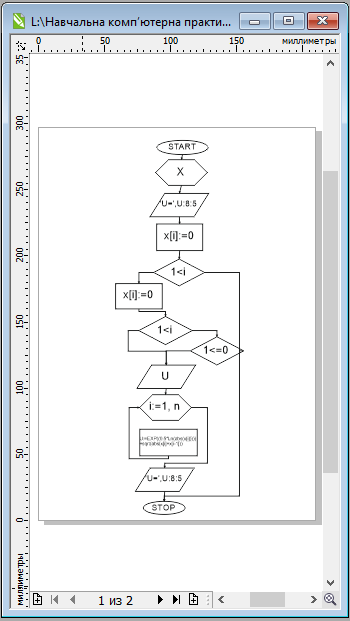 L:\Навчальна комп'ютерна практи...
0 50 100 150 миллиметры
350
300
250
200
150
100
50
0
миллиметры
START
X
'U=',U:8:5
x[i]:=0
1<i
x[i]:=0
1<i
1<=0
U
i:=1, n
'U=',U:8:5
STOP
1 из 2